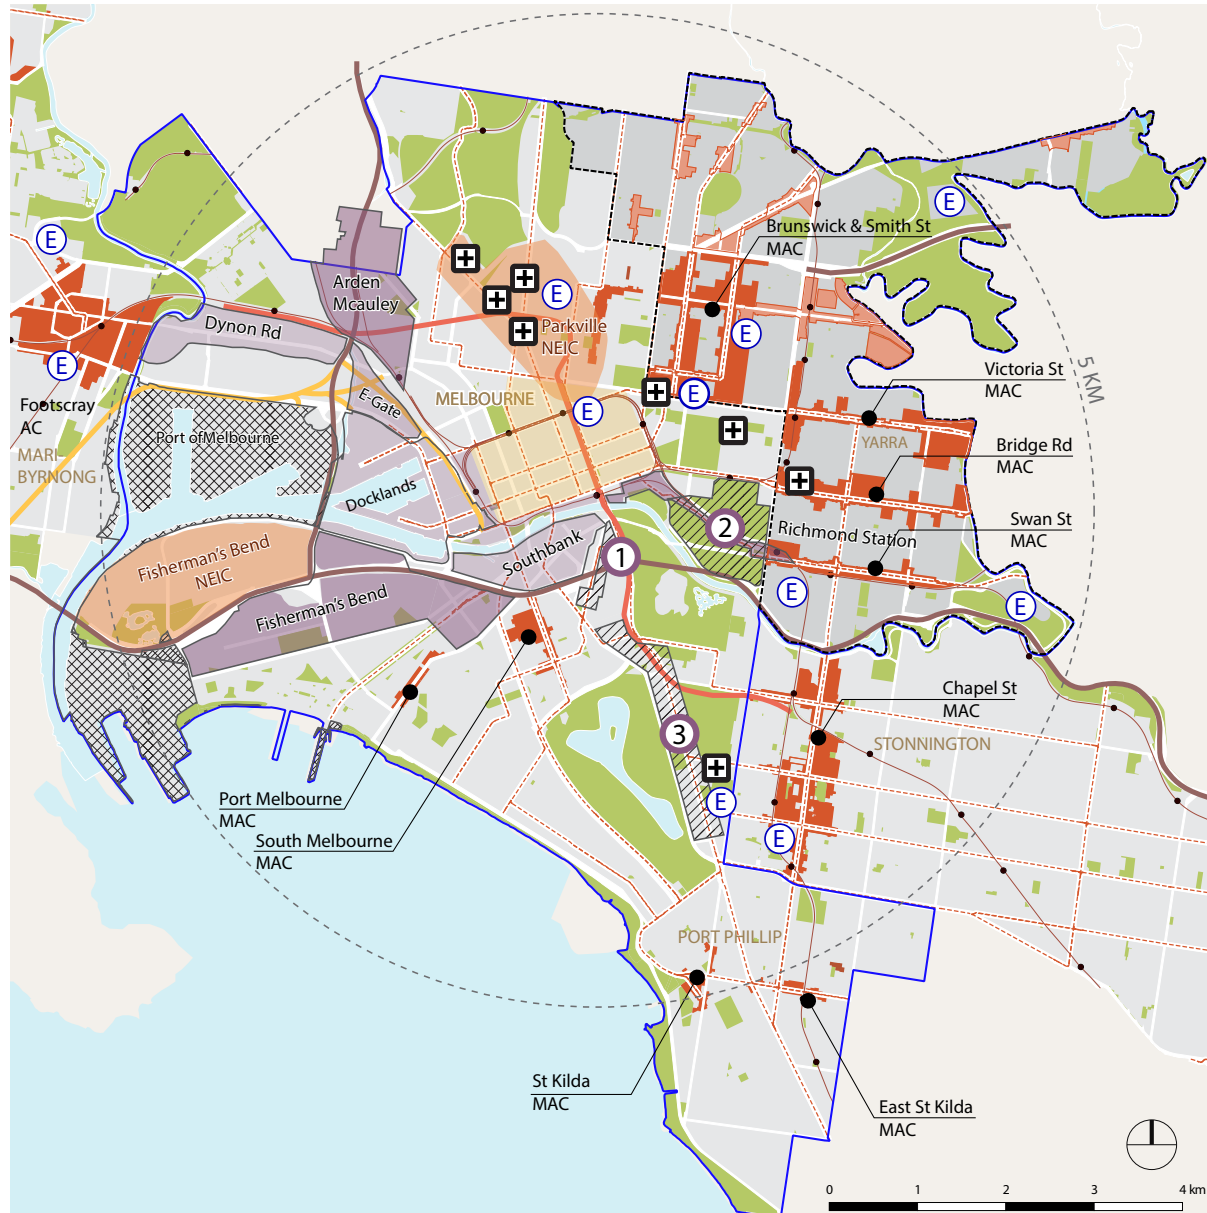 Brunswick & Smith St
MAC
E
E
Arden
Mcauley
E
Dynon Rd
Parkville
NEIC
E
5 KM
E
Victoria St
MAC
E
MELBOURNE
E
E-Gate
Footscray
AC
Port of Melbourne
YARRA
Bridge Rd
MAC
MARI-
BYRNONG
Docklands
Swan St
MAC
2
Richmond Station
Southbank
1
Fisherman's Bend
NEIC
Fisherman's Bend
E
E
Chapel St
MAC
3
STONNINGTON
Port Melbourne
MAC
E
South Melbourne
MAC
E
PORT PHILLIP
St Kilda
MAC
East St Kilda
MAC
0 1 2 3 4 km